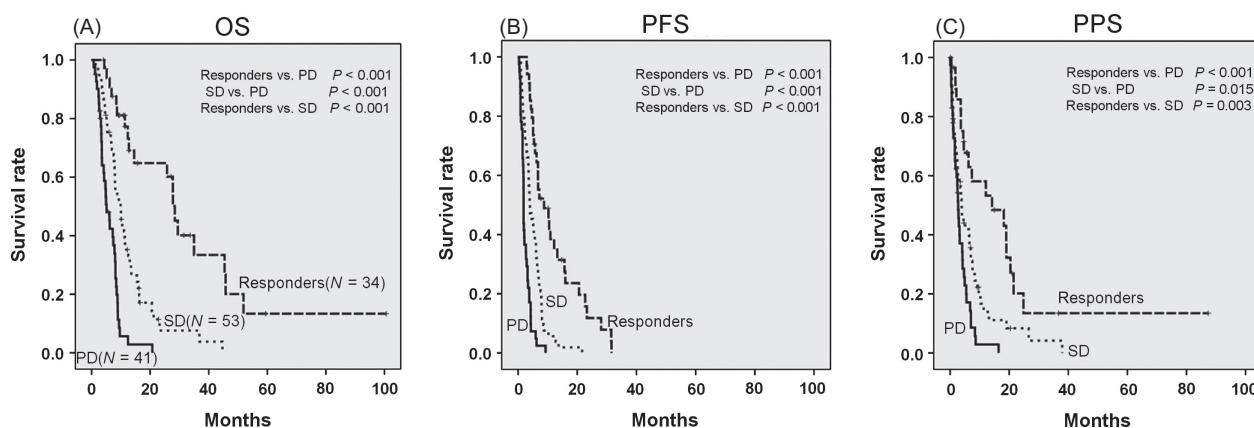 (A) OS
Survival rate
1.0
0.8
0.6
0.4
0.2
0.0
Responders vs. PD P < 0.001
SD vs. PD P < 0.001
Responders vs. SD P < 0.001
Responders(N = 34)
SD(N = 53)
PD(N = 41)
0 20 40 60 80 100
Months
(B) PFS
Survival rate
1.0
0.8
0.6
0.4
0.2
0.0
Responders vs. PD P < 0.001
SD vs. PD P < 0.001
Responders vs. SD P < 0.001
SD
PD
Responders
0 20 40 60 80 100
Months
(C) PPS
Survival rate
1.0
0.8
0.6
0.4
0.2
0.0
Responders vs. PD P < 0.001
SD vs. PD P = 0.015
Responders vs. SD P = 0.003
Responders
PD
SD
0 20 40 60 80 100
Months